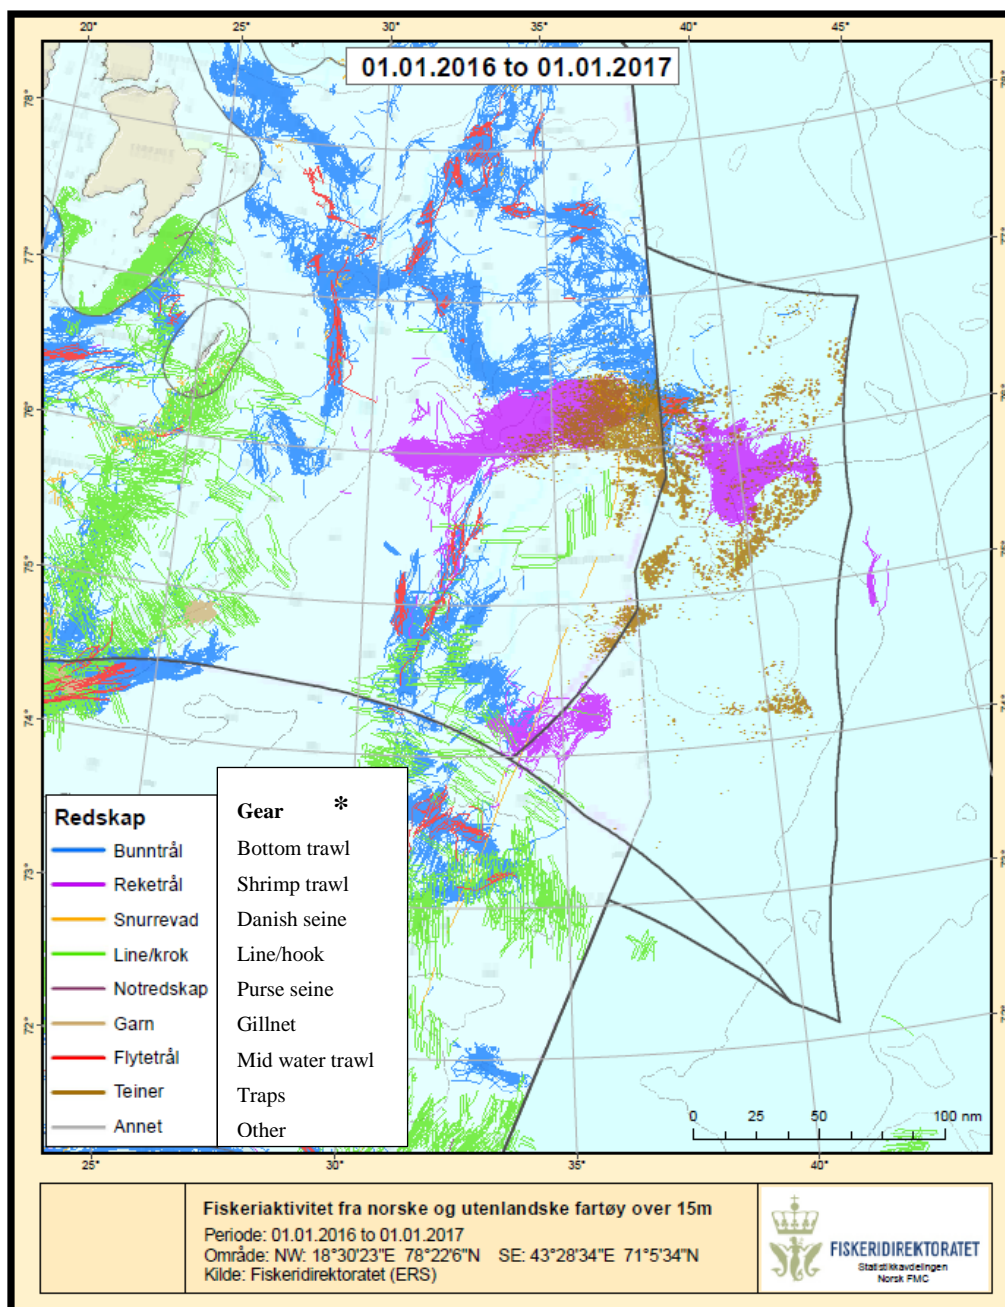 20°
25°
30°
35°
40°
45°
01.01.2016 to 01.01.2017
78°
77°
76°
75°
74°
73°
72°
Redskap
Bunntrål
Reketrål
Snurrevad
Line/krok
Notredskap
Garn
Flytetrål
Teiner
Annet
Gear *
Bottom trawl
Shrimp trawl
Danish seine
Line/hook
Purse seine
Gillnet
Mid water trawl
Traps
Other
0 25 50 100 nm
25°
30°
35°
40°
Fiskeriaktivitet fra norske og utenlandske fartøy over 15m
Periode: 01.01.2016 to 01.01.2017
Område: NW: 18°30'23"E 78°22'6"N SE: 43°28'34"E 71°5'34"N
Kilde: Fiskeridirektoratet (ERS)
FISKERIDIREKTORATET
Statistikkavdelingen
Norsk FMC